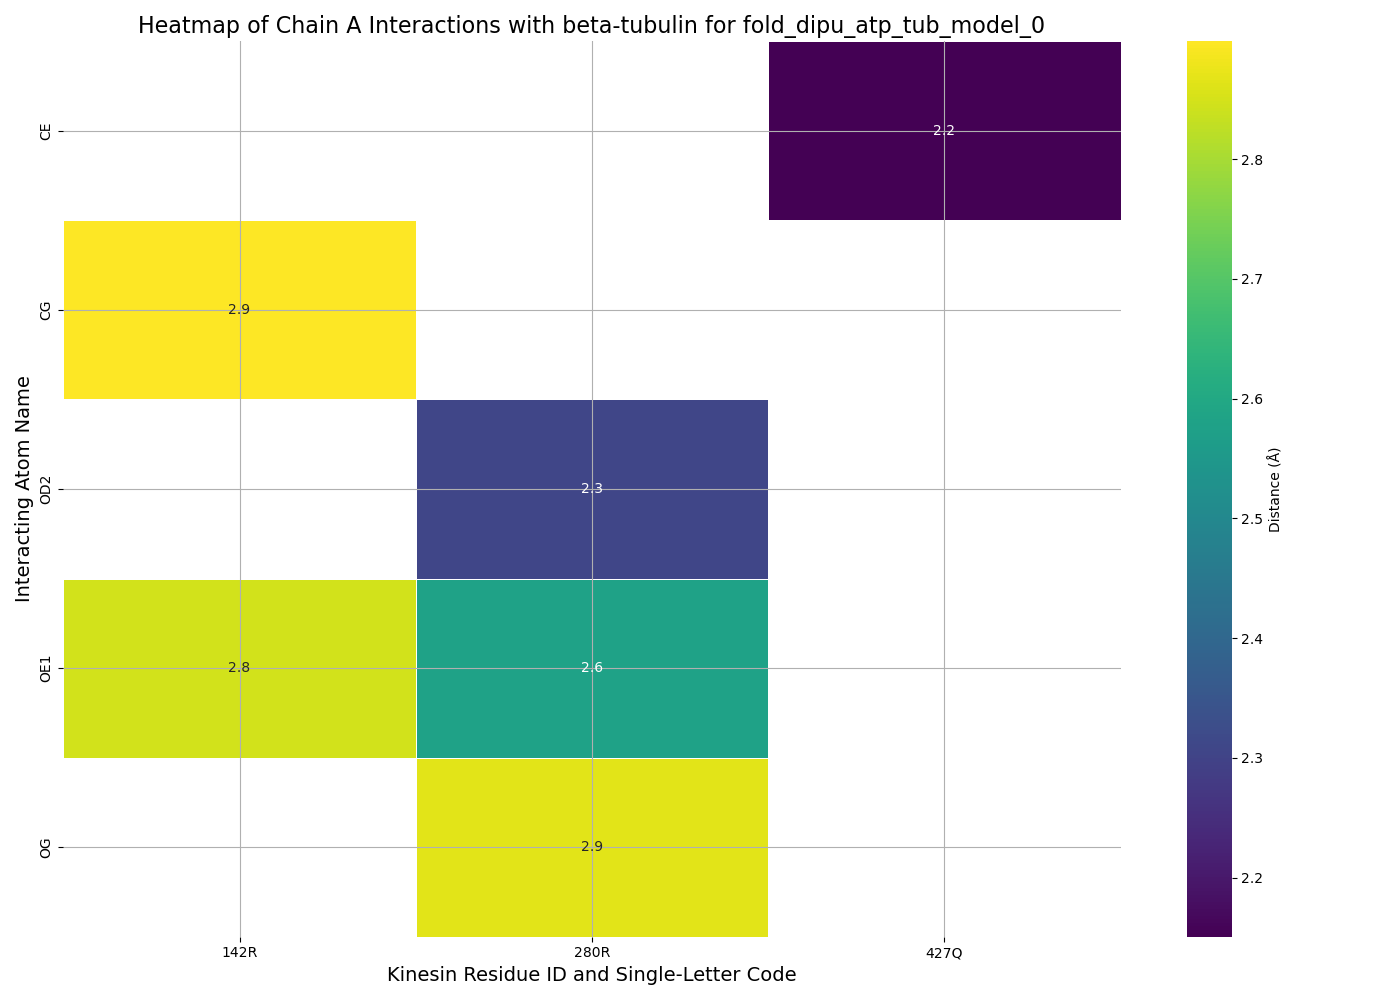 Heatmap of Chain A Interactions with beta-tubulin for fold_dipu_atp_tub_model_0
Interacting Atom Name
CE
CG
OD2
OE1
OG
2.2
2.9
2.3
2.8 2.6
2.9
142R 280R 427Q
Kinesin Residue ID and Single-Letter Code
2.8
2.7
2.6
2.5
2.4
2.3
2.2
Distance (Å)